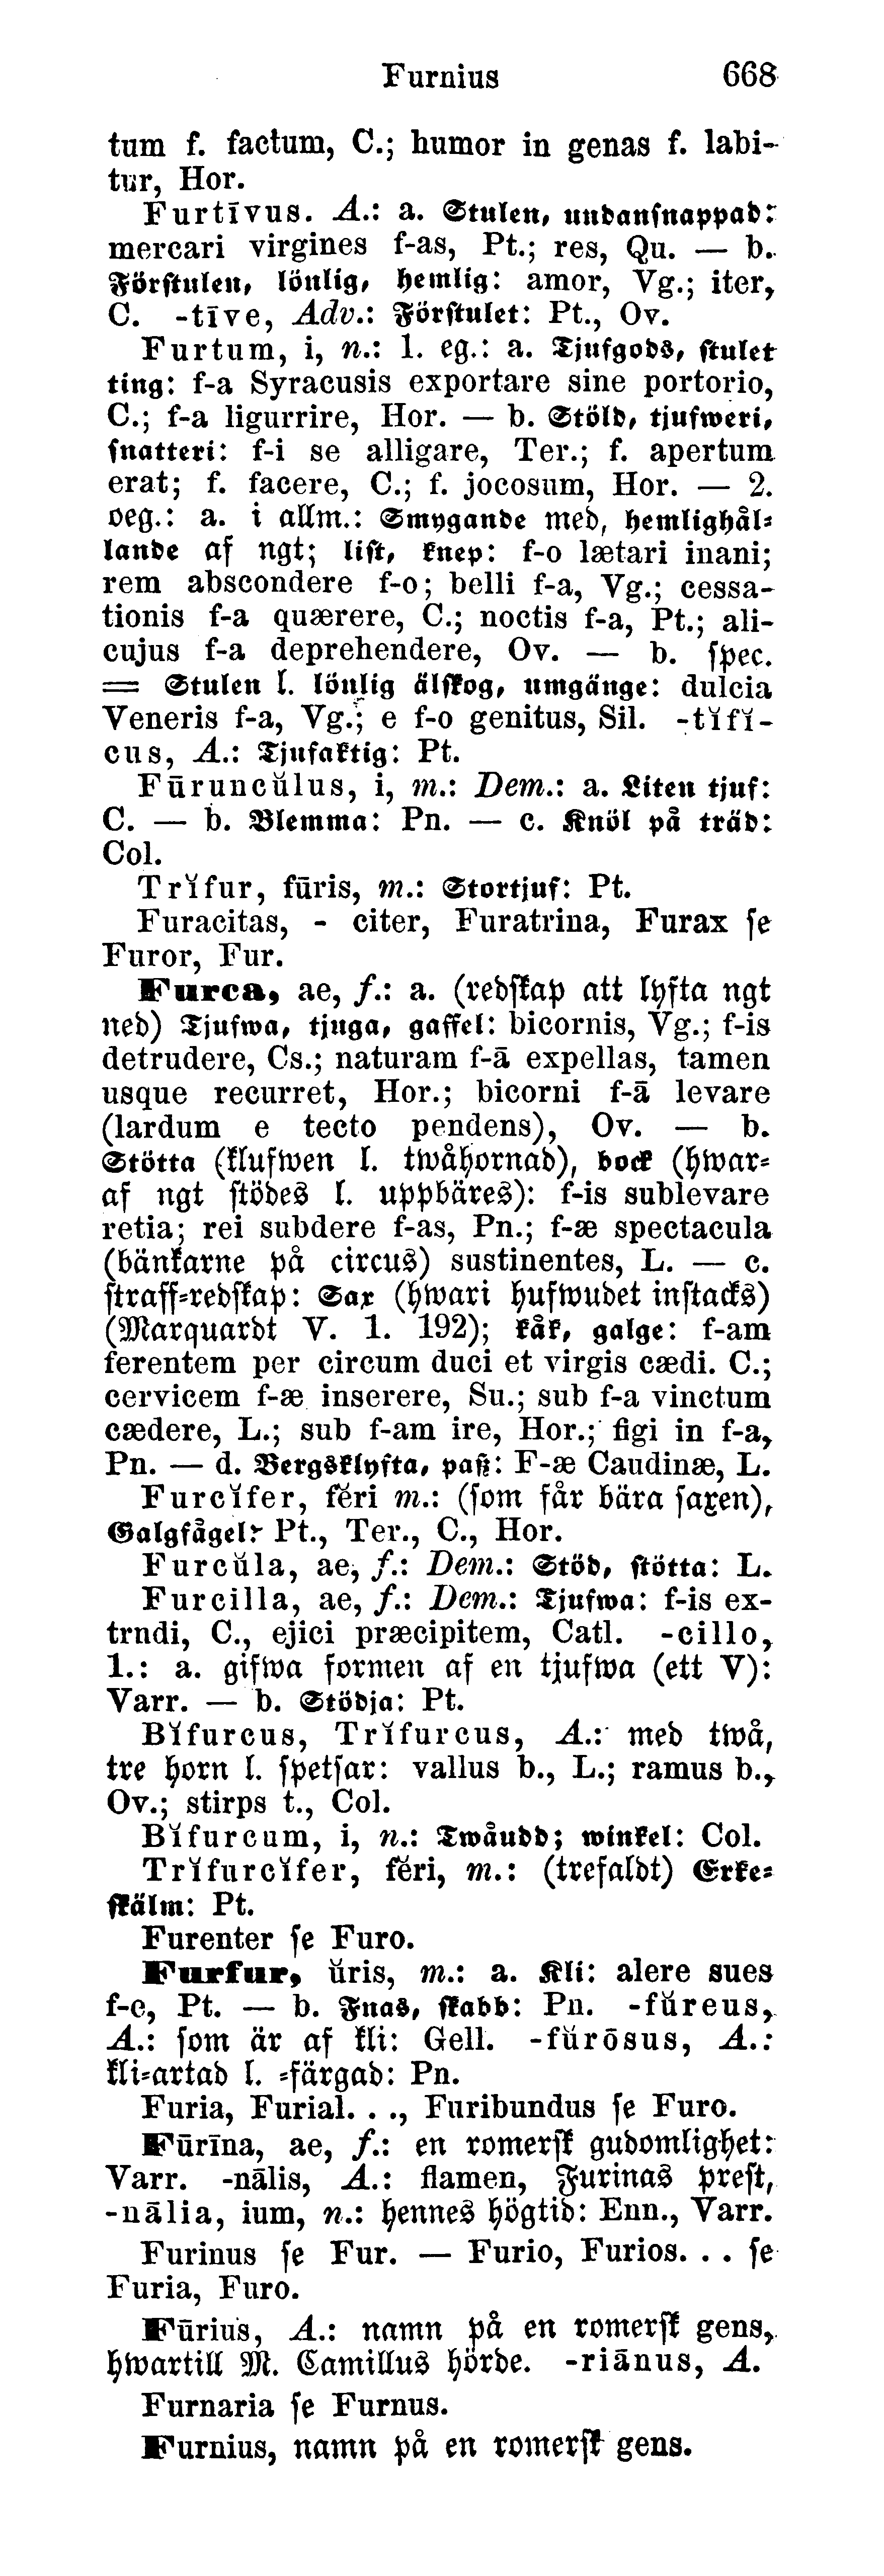 Furnius 668
tum f. factum, C.; humor in genas f. labi-
tur, Hor.
Furtīvus. A.: a. Stulen, undansnappad:
mercari virgines f-as, Pt.; res, Qu. — b.
Förstulen, lönlig, hemlig: amor, Vg.; iter,
C. -tīve, Adv.: Förstulet: Pt., Ov.
Furtum, i, n.: 1. eg.: a. Tjufgods, stulet
ting: f-a Syracusis exportare sine portorio,
C.; f-a ligurrire, Hor. — b. Stöld, tjufweri,
snatteri: f-i se alligare, Ter.; f. apertum
erat; f. facere, C.; f. jocosum, Hor. — 2.
oeg.: a. i allm.: Smygande med, hemlighål-
lande af ngt; list, knep: f-o lætari inani;
rem abscondere f-o; belli f-a, Vg.; cessa-
tionis f-a quærere, C.; noctis f-a, Pt.; ali-
cujus f-a deprehendere, Ov. — b. spec.
= Stulen l. lönlig älskog, umgänge: dulcia
Veneris f-a, Vg.; e f-o genitus, Sil. -tĭfĭ-
cus, A.: Tjufaktig: Pt.
Fūruncŭlus, i, m.: Dem.: a. Liten tjuf:
C. — b. Blemma: Pn. — c. Knöl på träd:
Col.
Trĭfur, fūris, m.: Stortjuf: Pt.
Furacitas, - citer, Furatrina, Furax se
Furor, Fur.
Furca, ae, f.: a. (redskap att lyfta ngt
ned) Tjufwa, tjuga, gaffel: bicornis, Vg.; f-is
detrudere, Cs.; naturam f-ā expellas, tamen
usque recurret, Hor.; bicorni f-ā levare
(lardum e tecto pendens), Ov. — b.
Stötta (klufwen l. twåhornad), bock (hwar-
af ngt stödes l. uppbäres): f-is sublevare
retia; rei subdere f-as, Pn.; f-æ spectacula
(bänkarne på circus) sustinentes, L. — c.
straff-redskap: Sax (hwari hufwudet instacks)
(Marquardt V. 1. 192); kåk, galge: f-am
ferentem per circum duci et virgis cædi. C.;
cervicem f-æ inserere, Su.; sub f-a vinctum
cædere, L.; sub f-am ire, Hor.; figi in f-a,
Pn. — d. Bergsklyfta, paß: F-æ Caudinæ, L.
Furcĭfer, fĕri m.: (som får bära saxen),
Galgfågel: Pt., Ter., C., Hor.
Furcŭla, ae, f.: Dem.: Stöd, stötta: L.
Furcilla, ae, f.: Dem.: Tjufwa: f-is ex-
trndi, C., ejici præcipitem, Catl. -cillo,
1.: a. gifwa formen af en tjufwa (ett V):
Varr. — b. Stödja: Pt.
Bĭfurcus, Trĭfurcus, A.: med twå,
tre horn l. spetsar: vallus b., L.; ramus b.,
Ov.; stirps t., Col.
Bĭfurcum, i, n.: Twåudd; winkel: Col.
Trĭfurcĭfer, fĕri, m.: (trefaldt) Erke-
skälm: Pt.
Furenter se Furo.
Furfur, ŭris, m.: a. Kli: alere sues
f-e, Pt. — b. Fnas, skabb: Pn. -fŭreus,
A.: som är af kli: Gell. -fŭrōsus, A.:
kli-artad l. -färgad: Pn.
Furia, Furial. . ., Furibundus se Furo.
Fūrīna, ae, f.: en romersk gudomlighet:
Varr. -nālis, A.: flamen, Furinas prest,
-nālia, ium, n.: hennes högtid: Enn., Varr.
Furinus se Fur. — Furio, Furios. . . se
Furia, Furo.
Fūrius, A.: namn på en romersk gens,
hwartill M. Camillus hörde. -riānus, A.
Furnaria se Furnus.
Furnius, namn på en romersk gens.